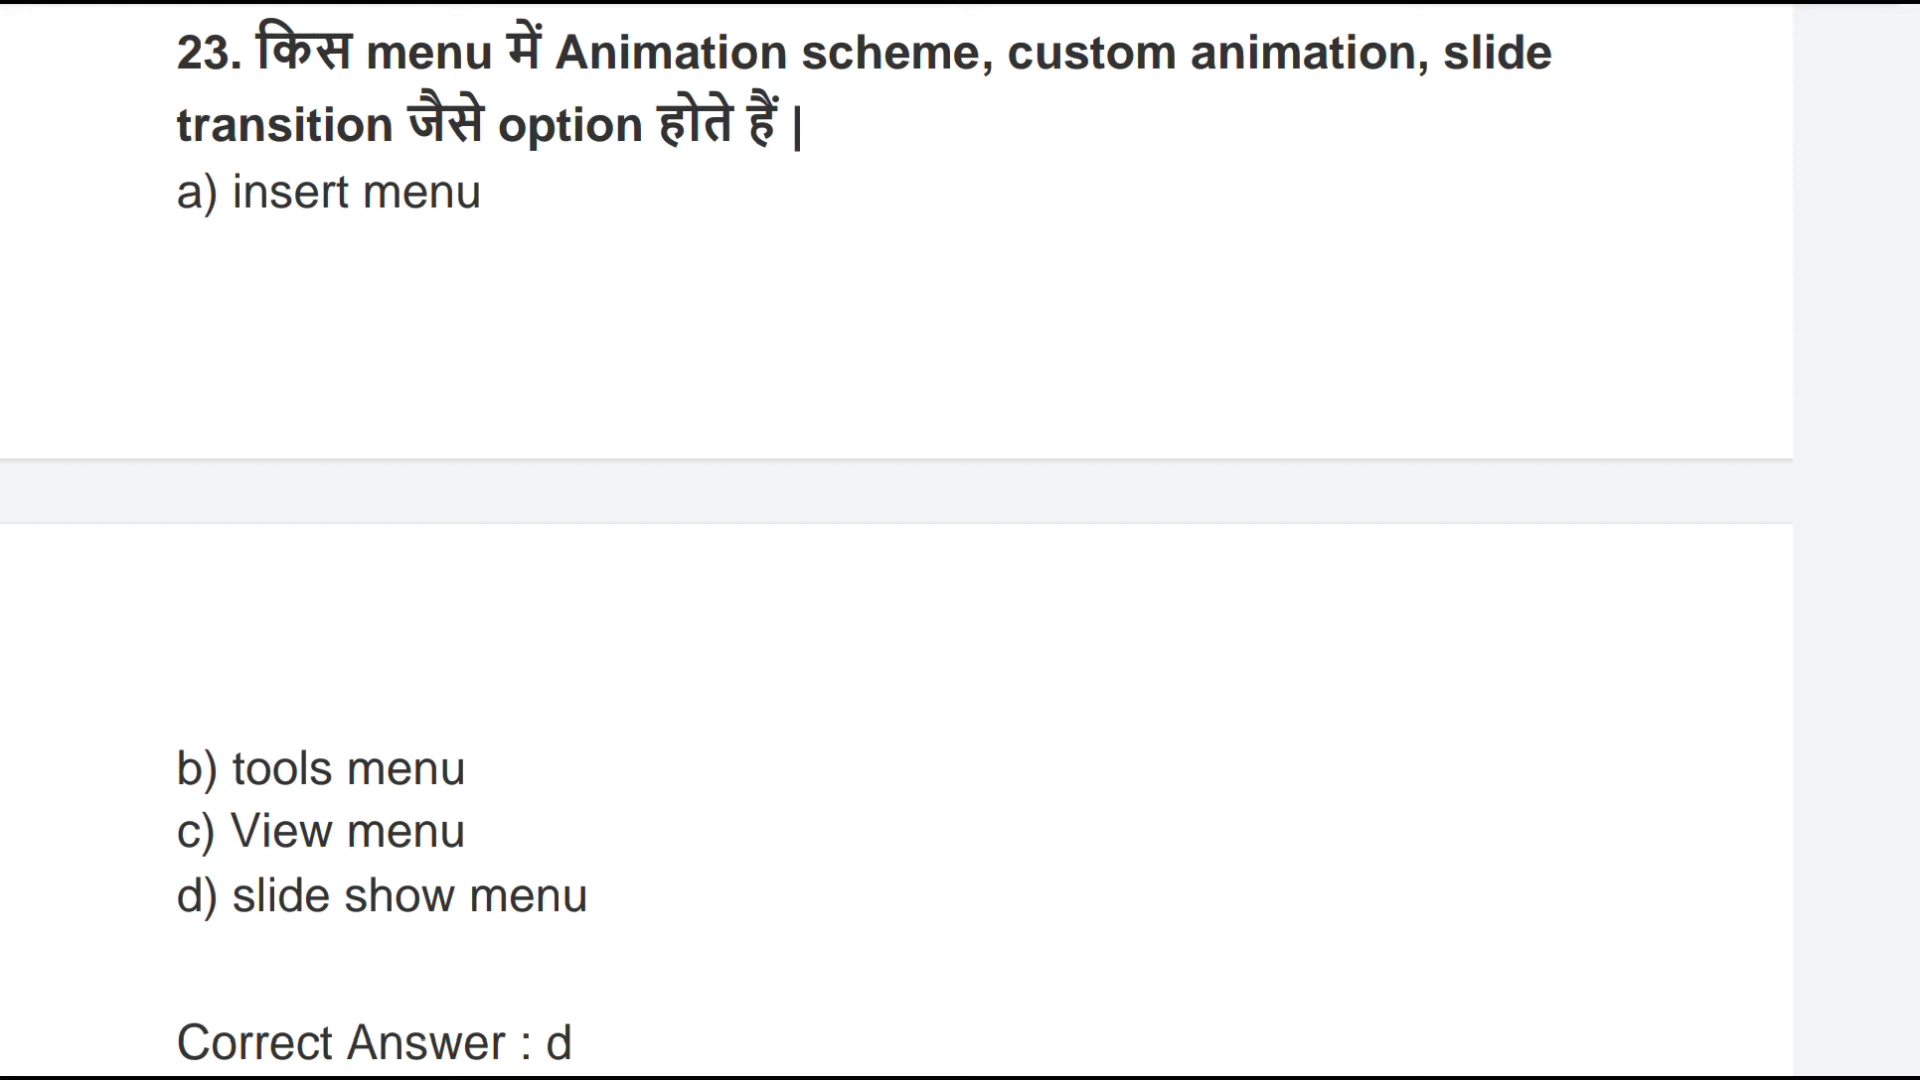 23. किस menu में Animation scheme, custom animation, slide
transition जैसे option होते हैं |
a) insert menu
b) tools menu
c) View menu
d) slide show menu
Correct Answer : d